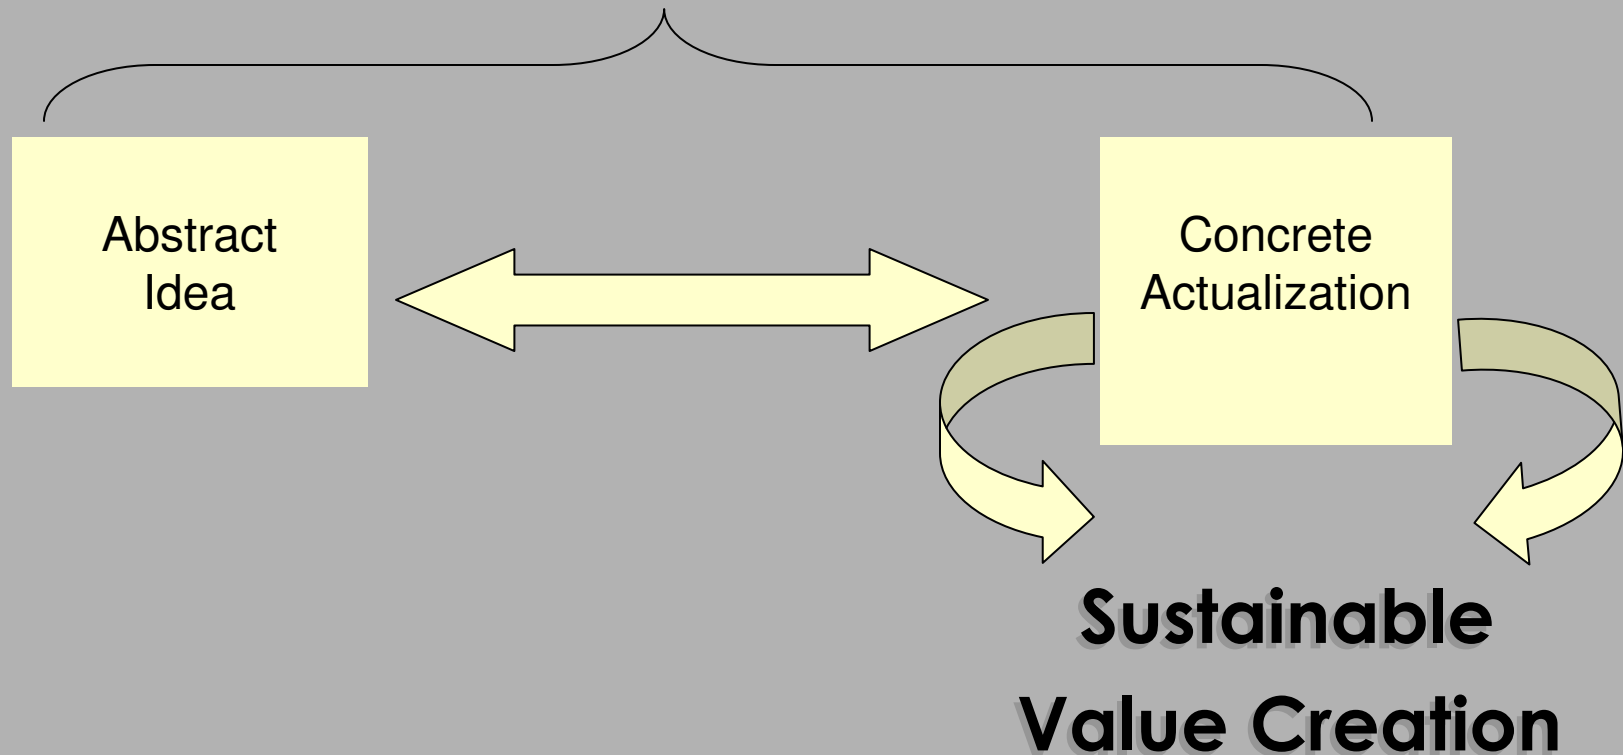 Abstract
Idea
Concrete
Actualization
Sustainable
Value Creation